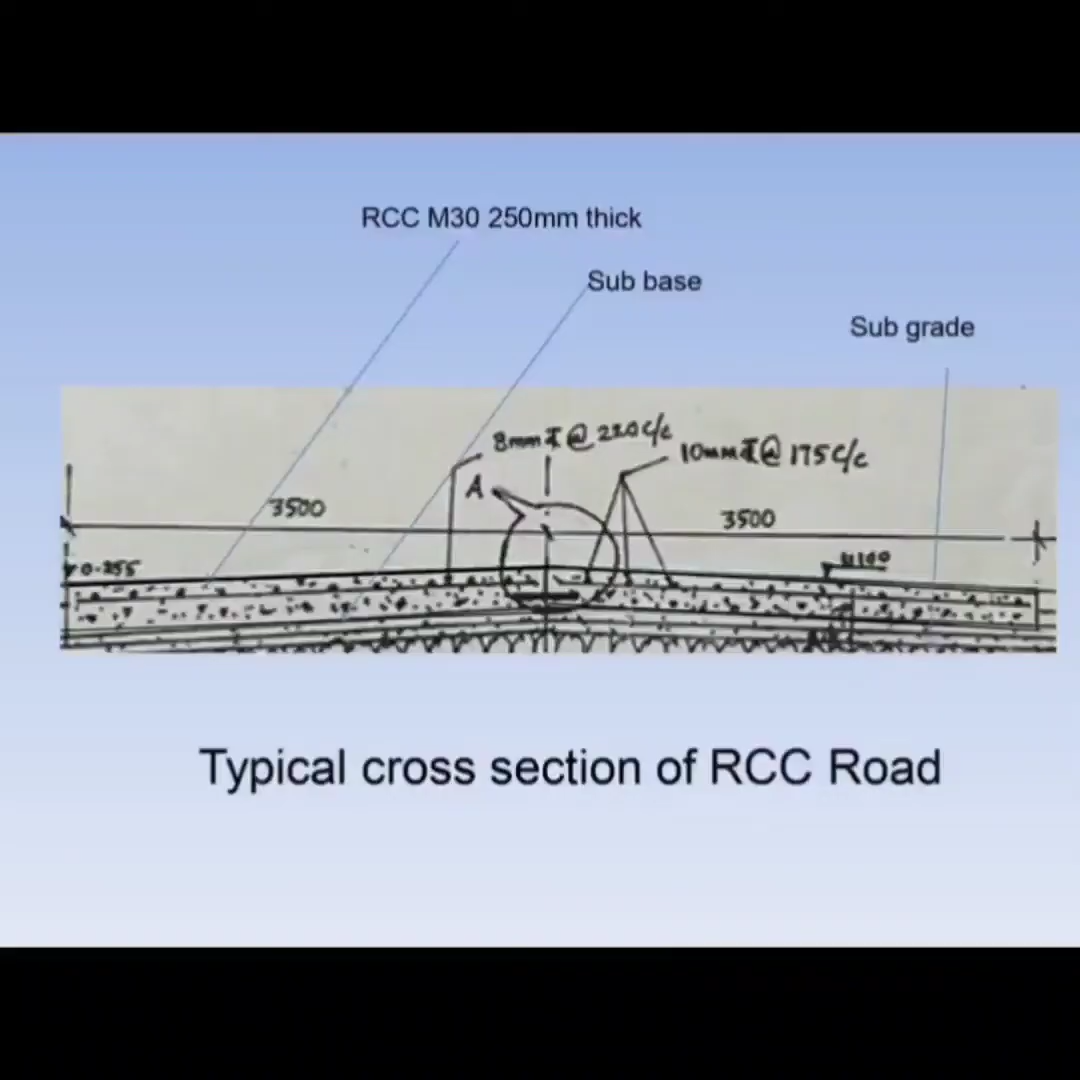 RCC M30 250mm thick
Sub base
Sub grade
8mm @ 220 c/c
10mm @ 175 c/c
A
3500
3500
Typical cross section of RCC Road